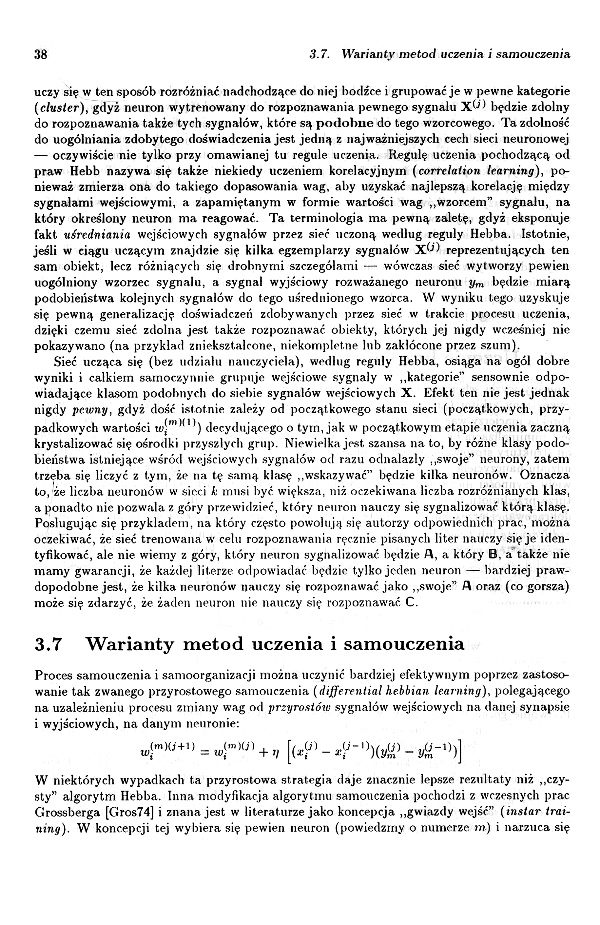 38 3.7. Warianty metod uczenia i samouczenia
uczy się w ten sposób rozróżniać nadchodzące do niej bodźce i grupować je w pewne kategorie
(cluster), gdyż neuron wytrenowany do rozpoznawania pewnego sygnału X^(j) będzie zdolny
do rozpoznawania także tych sygnałów, które są podobne do tego wzorcowego. Ta zdolność
do uogólniania zdobytego doświadczenia jest jedną z najważniejszych cech sieci neuronowej
— oczywiście nie tylko przy omawianej tu regule uczenia. Regułę uczenia pochodzącą od
praw Hebb nazywa się także niekiedy uczeniem korelacyjnym (correlation learning), po-
nieważ zmierza ona do takiego dopasowania wag, aby uzyskać najlepszą korelację między
sygnałami wejściowymi, a zapamiętanym w formie wartości wag „wzorcem” sygnału, na
który określony neuron ma reagować. Ta terminologia ma pewną zaletę, gdyż eksponuje
fakt uśredniania wejściowych sygnałów przez sieć uczoną według reguły Hebba. Istotnie,
jeśli w ciągu uczącym znajdzie się kilka egzemplarzy sygnałów X^(j) reprezentujących ten
sam obiekt, lecz różniących się drobnymi szczegółami — wówczas sieć wytworzy pewien
uogólniony wzorzec sygnału, a sygnał wyjściowy rozważanego neuronu y_m będzie miarą
podobieństwa kolejnych sygnałów do tego uśrednionego wzorca. W wyniku tego uzyskuje
się pewną generalizację doświadczeń zdobywanych przez sieć w trakcie procesu uczenia,
dzięki czemu sieć zdolna jest także rozpoznawać obiekty, których jej nigdy wcześniej nie
pokazywano (na przykład zniekształcone, niekompletne lub zakłócone przez szum).
Sieć ucząca się (bez udziału nauczyciela), według reguły Hebba, osiąga na ogół dobre
wyniki i całkiem samoczynnie grupuje wejściowe sygnały w „kategorie” sensownie odpo-
wiadające klasom podobnych do siebie sygnałów wejściowych X. Efekt ten nie jest jednak
nigdy pewny, gdyż dość istotnie zależy od początkowego stanu sieci (początkowych, przy-
padkowych wartości w_i^(m)(1)) decydującego o tym, jak w początkowym etapie uczenia zaczną
krystalizować się ośrodki przyszłych grup. Niewielka jest szansa na to, by różne klasy podo-
bieństwa istniejące wśród wejściowych sygnałów od razu odnalazły „swoje” neurony, zatem
trzeba się liczyć z tym, że na tę samą klasę „wskazywać” będzie kilka neuronów. Oznacza
to, że liczba neuronów w sieci k musi być większa, niż oczekiwana liczba rozróżnianych klas,
a ponadto nie pozwala z góry przewidzieć, który neuron nauczy się sygnalizować którą klasę.
Posługując się przykładem, na który często powołują się autorzy odpowiednich prac, można
oczekiwać, że sieć trenowana w celu rozpoznawania ręcznie pisanych liter nauczy się je iden-
tyfikować, ale nie wiemy z góry, który neuron sygnalizować będzie A, a który B, a także nie
mamy gwarancji, że każdej literze odpowiadać będzie tylko jeden neuron — bardziej praw-
dopodobne jest, że kilka neuronów nauczy się rozpoznawać jako „swoje” A oraz (co gorsza)
może się zdarzyć, że żaden neuron nie nauczy się rozpoznawać C.
3.7 Warianty metod uczenia i samouczenia
Proces samouczenia i samoorganizacji można uczynić bardziej efektywnym poprzez zastoso-
wanie tak zwanego przyrostowego samouczenia (differential hebbian learning), polegającego
na uzależnieniu procesu zmiany wag od przyrostów sygnałów wejściowych na danej synapsie
i wyjściowych, na danym neuronie:
w_i^(m)(j+1) = w_i^(m)(j) + η [(x_i^(j) − x_i^(j−1))(y_m^(j) − y_m^(j−1))]
W niektórych wypadkach ta przyrostowa strategia daje znacznie lepsze rezultaty niż „czy-
sty” algorytm Hebba. Inna modyfikacja algorytmu samouczenia pochodzi z wczesnych prac
Grossberga [Gros74] i znana jest w literaturze jako koncepcja „gwiazdy wejść” (instar trai-
ning). W koncepcji tej wybiera się pewien neuron (powiedzmy o numerze m) i narzuca się